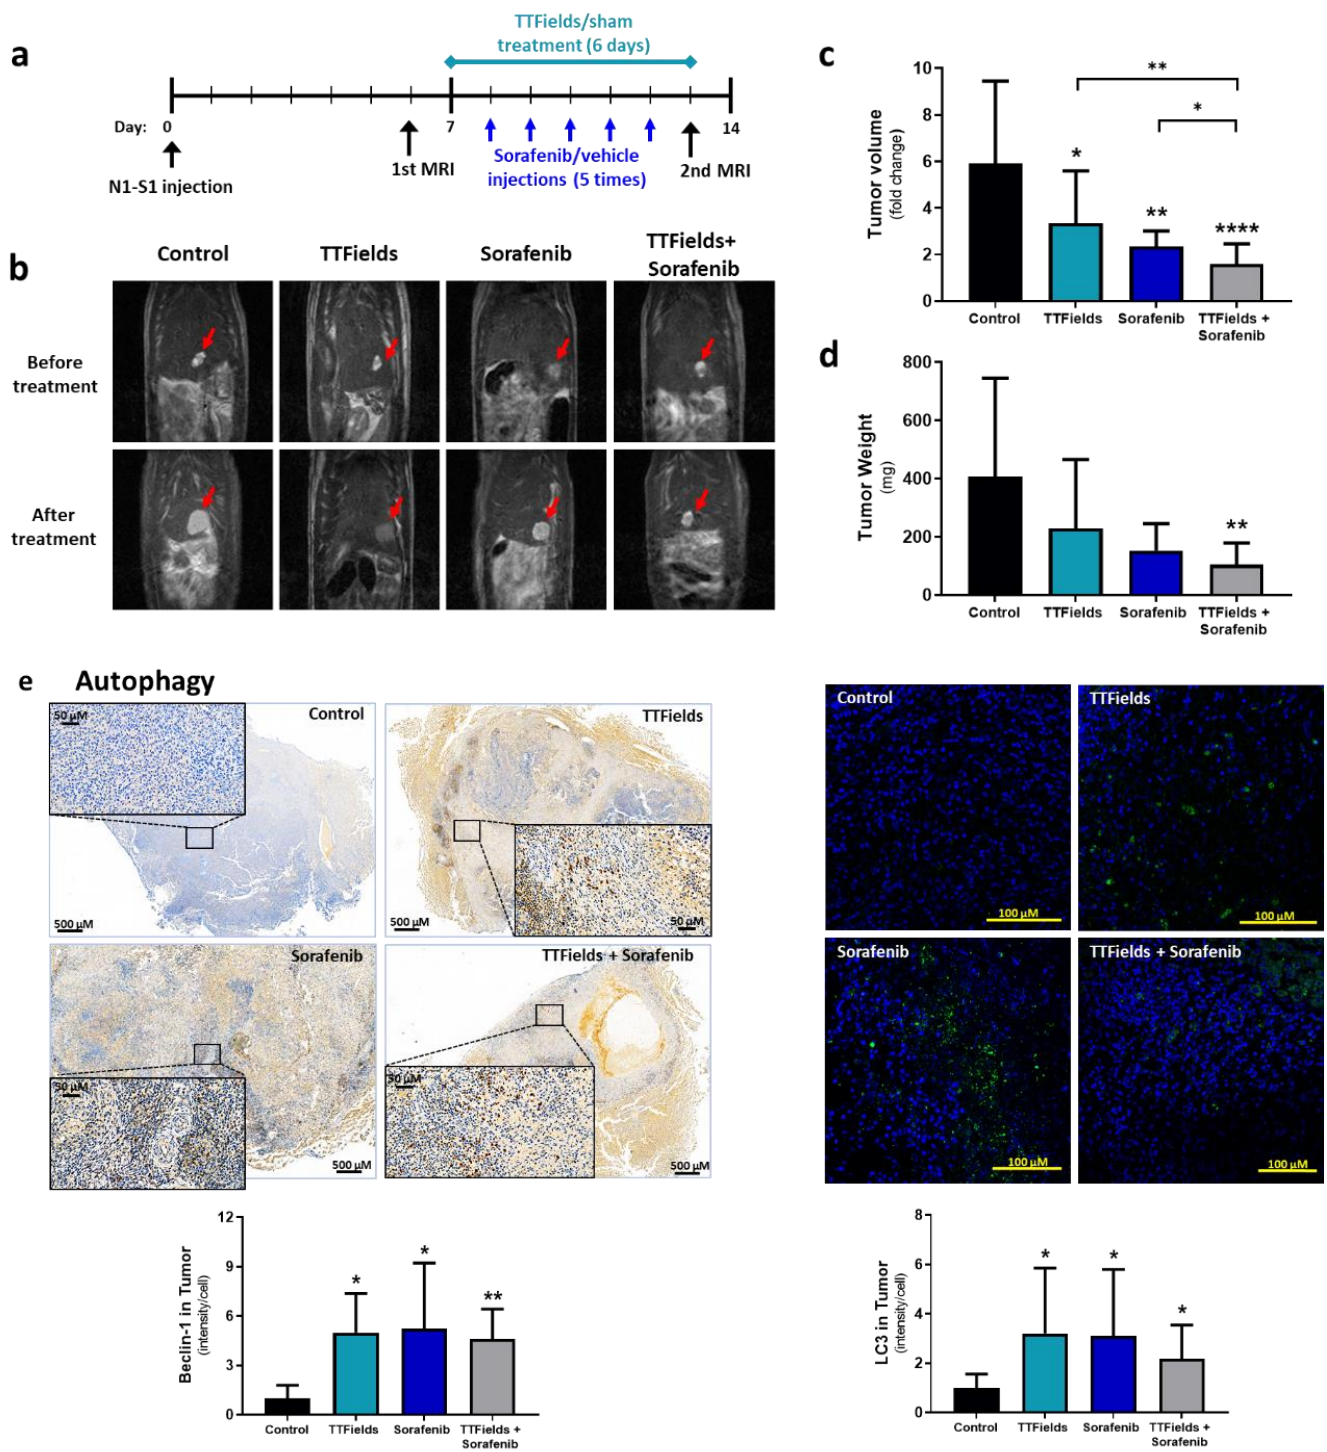 a
TTFields/sham
treatment (6 days)
Day: 0 7 14
N1-S1 injection
1st MRI
Sorafenib/vehicle
injections (5 times)
2nd MRI
b
Control TTFields Sorafenib TTFields+
Sorafenib
Before
treatment
After
treatment
c
Tumor volume
(fold change)
10
8
6
4
2
0
**
*
* ** ****
Control TTFields Sorafenib TTFields +
Sorafenib
d
Tumor Weight
(mg)
800
600
400
200
0
**
Control TTFields Sorafenib TTFields +
Sorafenib
e Autophagy
50 µM
Control
500 µM
TTFields
50 µM
500 µM
Sorafenib
50 µM
500 µM
TTFields + Sorafenib
50 µM
500 µM
Control
100 µM
TTFields
100 µM
Sorafenib
100 µM
TTFields + Sorafenib
100 µM
Beclin-1 in Tumor
(intensity/cell)
12
9
6
3
0
* * **
Control TTFields Sorafenib TTFields +
Sorafenib
LC3 in Tumor
(intensity/cell)
8
6
4
2
0
* * *
Control TTFields Sorafenib TTFields +
Sorafenib